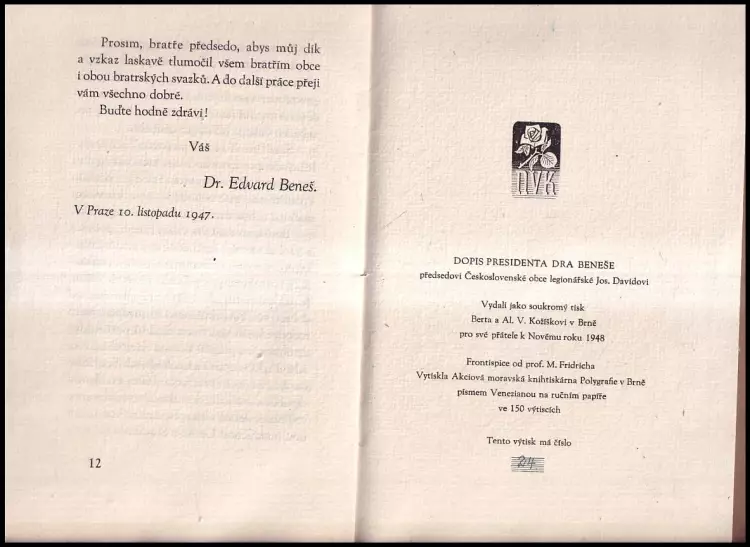 Prosím, bratře předsedo, abys můj dík
a vzkaz laskavě tlumočil všem bratřím obce
i obou bratrských svazků. A do další práce přeji
vám všechno dobré.
Buďte hodně zdrávi!
Váš
Dr. Edvard Beneš.
V Praze 10. listopadu 1947.
12
NVK
DOPIS PRESIDENTA DRA BENEŠE
předsedovi Československé obce legionářské Jos. Davidovi
Vydali jako soukromý tisk
Berta a Al. V. Kožíškovi v Brně
pro své přátele k Novému roku 1948
Frontispice od prof. M. Fridricha
Vytiskla Akciová moravská knihtiskárna Polygrafie v Brně
písmem Venezianou na ručním papíře
ve 150 výtiscích
Tento výtisk má číslo
24